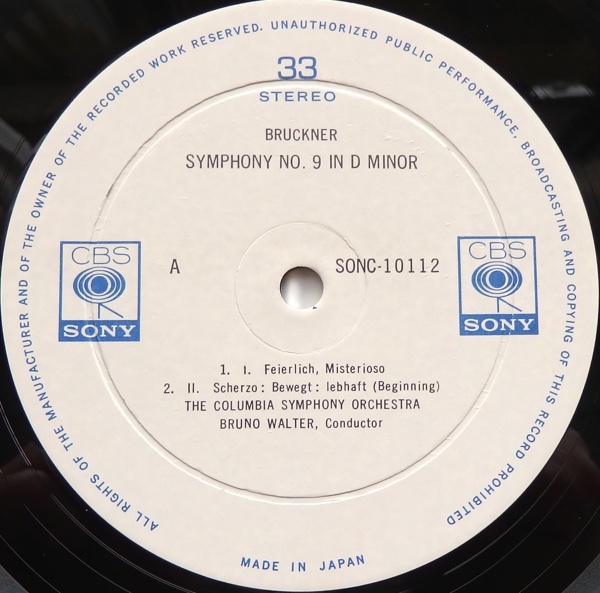 ALL RIGHTS OF THE MANUFACTURER AND OF THE OWNER OF THE RECORDED WORK RESERVED. UNAUTHORIZED PUBLIC PERFORMANCE, BROADCASTING AND COPYING OF THIS RECORD PROHIBITED
33
STEREO
BRUCKNER
SYMPHONY NO. 9 IN D MINOR
CBS
SONY
A
SONC-10112
CBS
SONY
1. I. Feierlich, Misterioso
2. II. Scherzo: Bewegt: lebhaft (Beginning)
THE COLUMBIA SYMPHONY ORCHESTRA
BRUNO WALTER, Conductor
MADE IN JAPAN